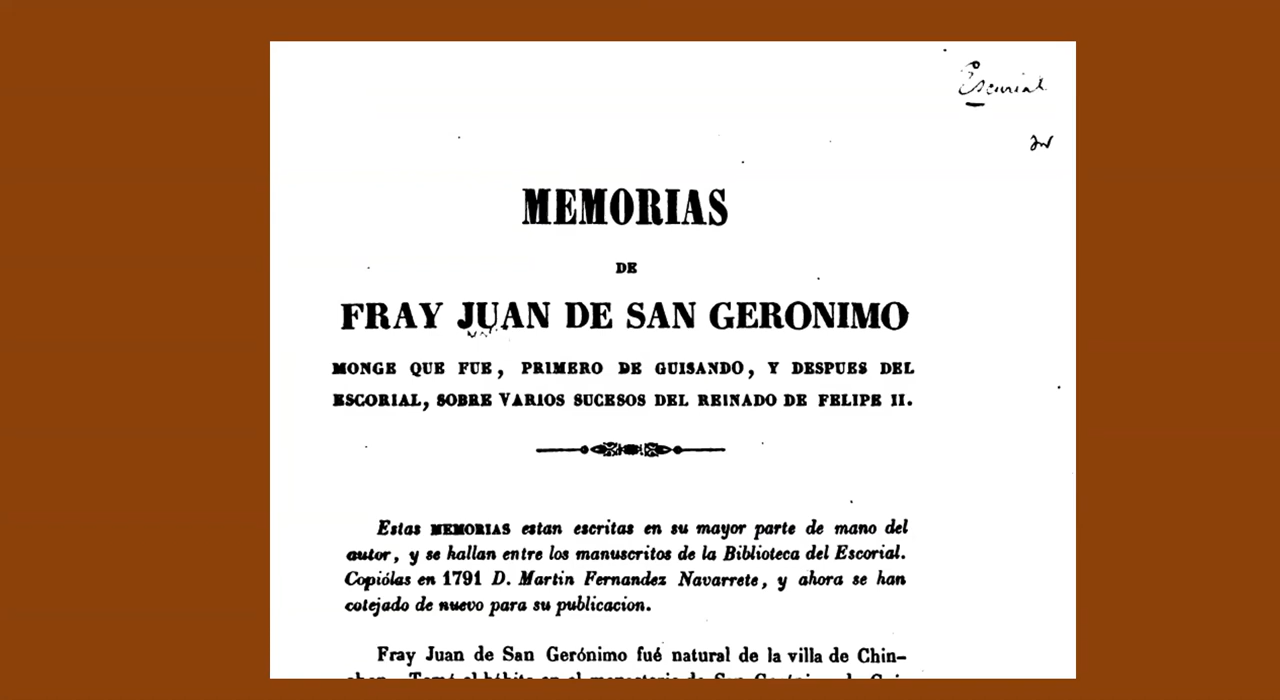 Escurial
MEMORIAS
DE
FRAY JUAN DE SAN GERONIMO
MONGE QUE FUE, PRIMERO DE GUISANDO, Y DESPUES DEL
ESCORIAL, SOBRE VARIOS SUCESOS DEL REINADO DE FELIPE II.
Estas MEMORIAS estan escritas en su mayor parte de mano del
autor, y se hallan entre los manuscritos de la Biblioteca del Escorial.
Copiólas en 1791 D. Martin Fernandez Navarrete, y ahora se han
cotejado de nuevo para su publicacion.
Fray Juan de San Gerónimo fué natural de la villa de Chin-